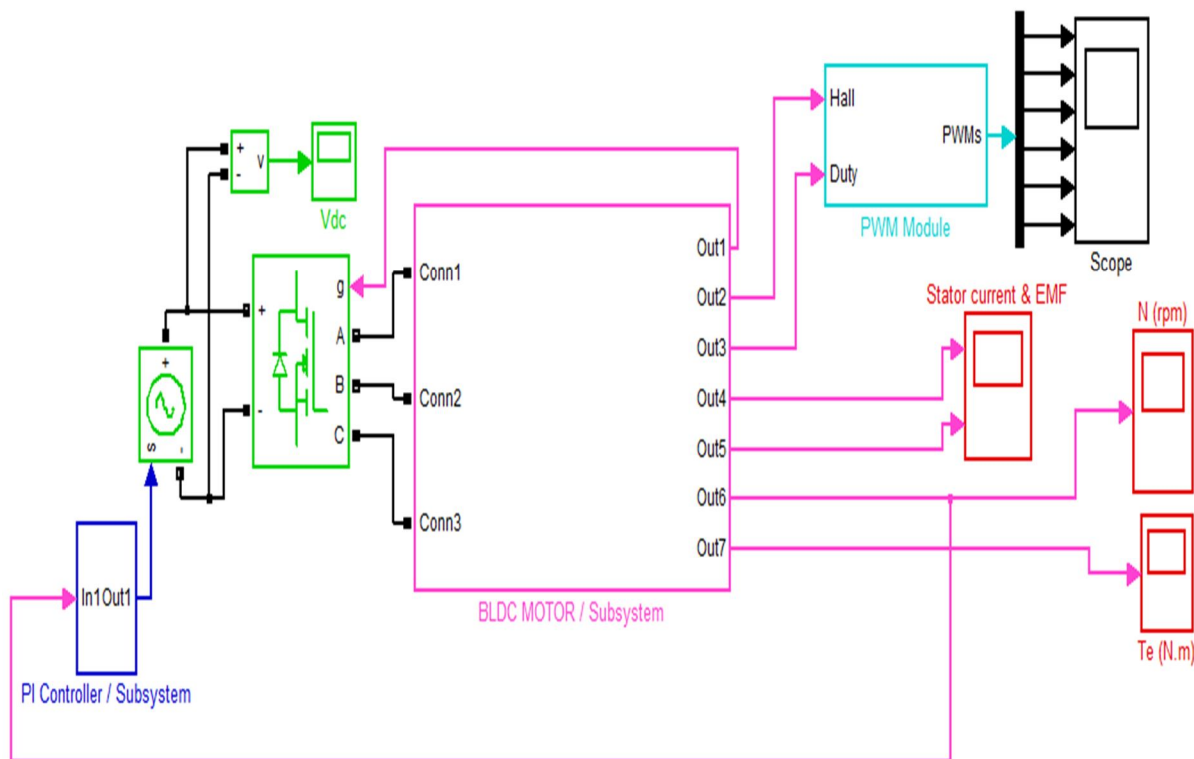 Hall
PWMs
Duty
PWM Module
Scope
+
v
-
Vdc
g
+
A
B
-
C
+
s
-
Conn1
Conn2
Conn3
Out1
Out2
Out3
Out4
Out5
Out6
Out7
BLDC MOTOR / Subsystem
Stator current & EMF
N (rpm)
Te (N.m)
In1Out1
PI Controller / Subsystem